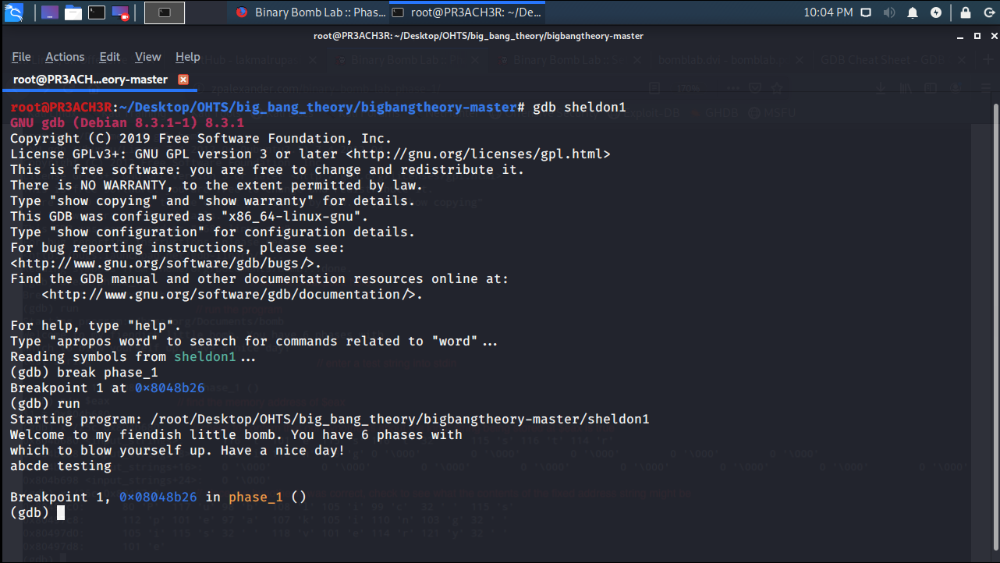 Binary Bomb Lab :: Phas...
root@PR3ACH3R: ~/De...
10:04 PM
root@PR3ACH3R: ~/Desktop/OHTS/big_bang_theory/bigbangtheory-master
File Actions Edit View Help
root@PR3ACH...eory-master
root@PR3ACH3R:~/Desktop/OHTS/big_bang_theory/bigbangtheory-master# gdb sheldon1
GNU gdb (Debian 8.3.1-1) 8.3.1
Copyright (C) 2019 Free Software Foundation, Inc.
License GPLv3+: GNU GPL version 3 or later <http://gnu.org/licenses/gpl.html>
This is free software: you are free to change and redistribute it.
There is NO WARRANTY, to the extent permitted by law.
Type "show copying" and "show warranty" for details.
This GDB was configured as "x86_64-linux-gnu".
Type "show configuration" for configuration details.
For bug reporting instructions, please see:
<http://www.gnu.org/software/gdb/bugs/>.
Find the GDB manual and other documentation resources online at:
<http://www.gnu.org/software/gdb/documentation/>.
For help, type "help".
Type "apropos word" to search for commands related to "word"...
Reading symbols from sheldon1...
(gdb) break phase_1
Breakpoint 1 at 0x8048b26
(gdb) run
Starting program: /root/Desktop/OHTS/big_bang_theory/bigbangtheory-master/sheldon1
Welcome to my fiendish little bomb. You have 6 phases with
which to blow yourself up. Have a nice day!
abcde testing
Breakpoint 1, 0x08048b26 in phase_1 ()
(gdb)